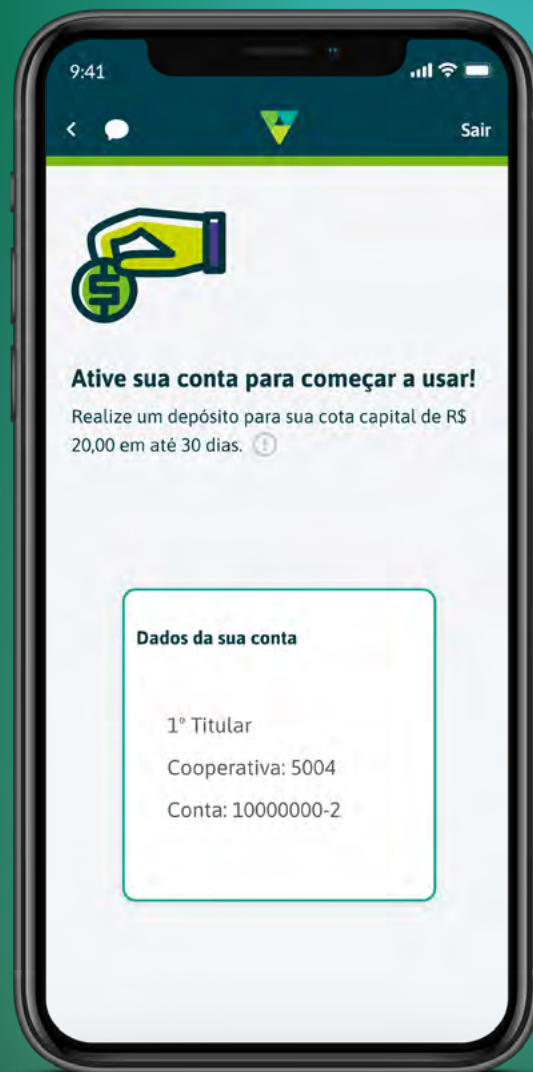 9:41
Sair
Ative sua conta para começar a usar!
Realize um depósito para sua cota capital de R$
20,00 em até 30 dias.
Dados da sua conta
1º Titular
Cooperativa: 5004
Conta: 10000000-2